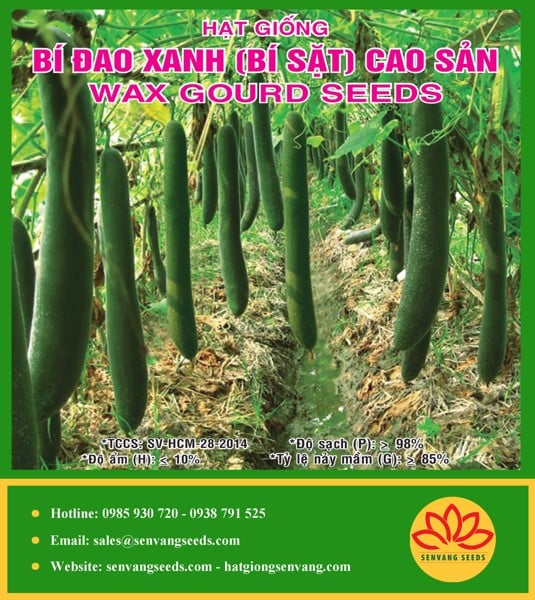 HẠT GIỐNG
BÍ ĐAO XANH (BÍ SẶT) CAO SẢN
WAX GOURD SEEDS
*TCCS: SV-HCM-28-2014 *Độ sạch (P): ≥ 98%
*Độ ẩm (H): ≤ 10% *Tỷ lệ nảy mầm (G): ≥ 85%
Hotline: 0985 930 720 - 0938 791 525
Email: sales@senvangseeds.com
Website: senvangseeds.com - hatgiongsenvang.com
SENVANG SEEDS